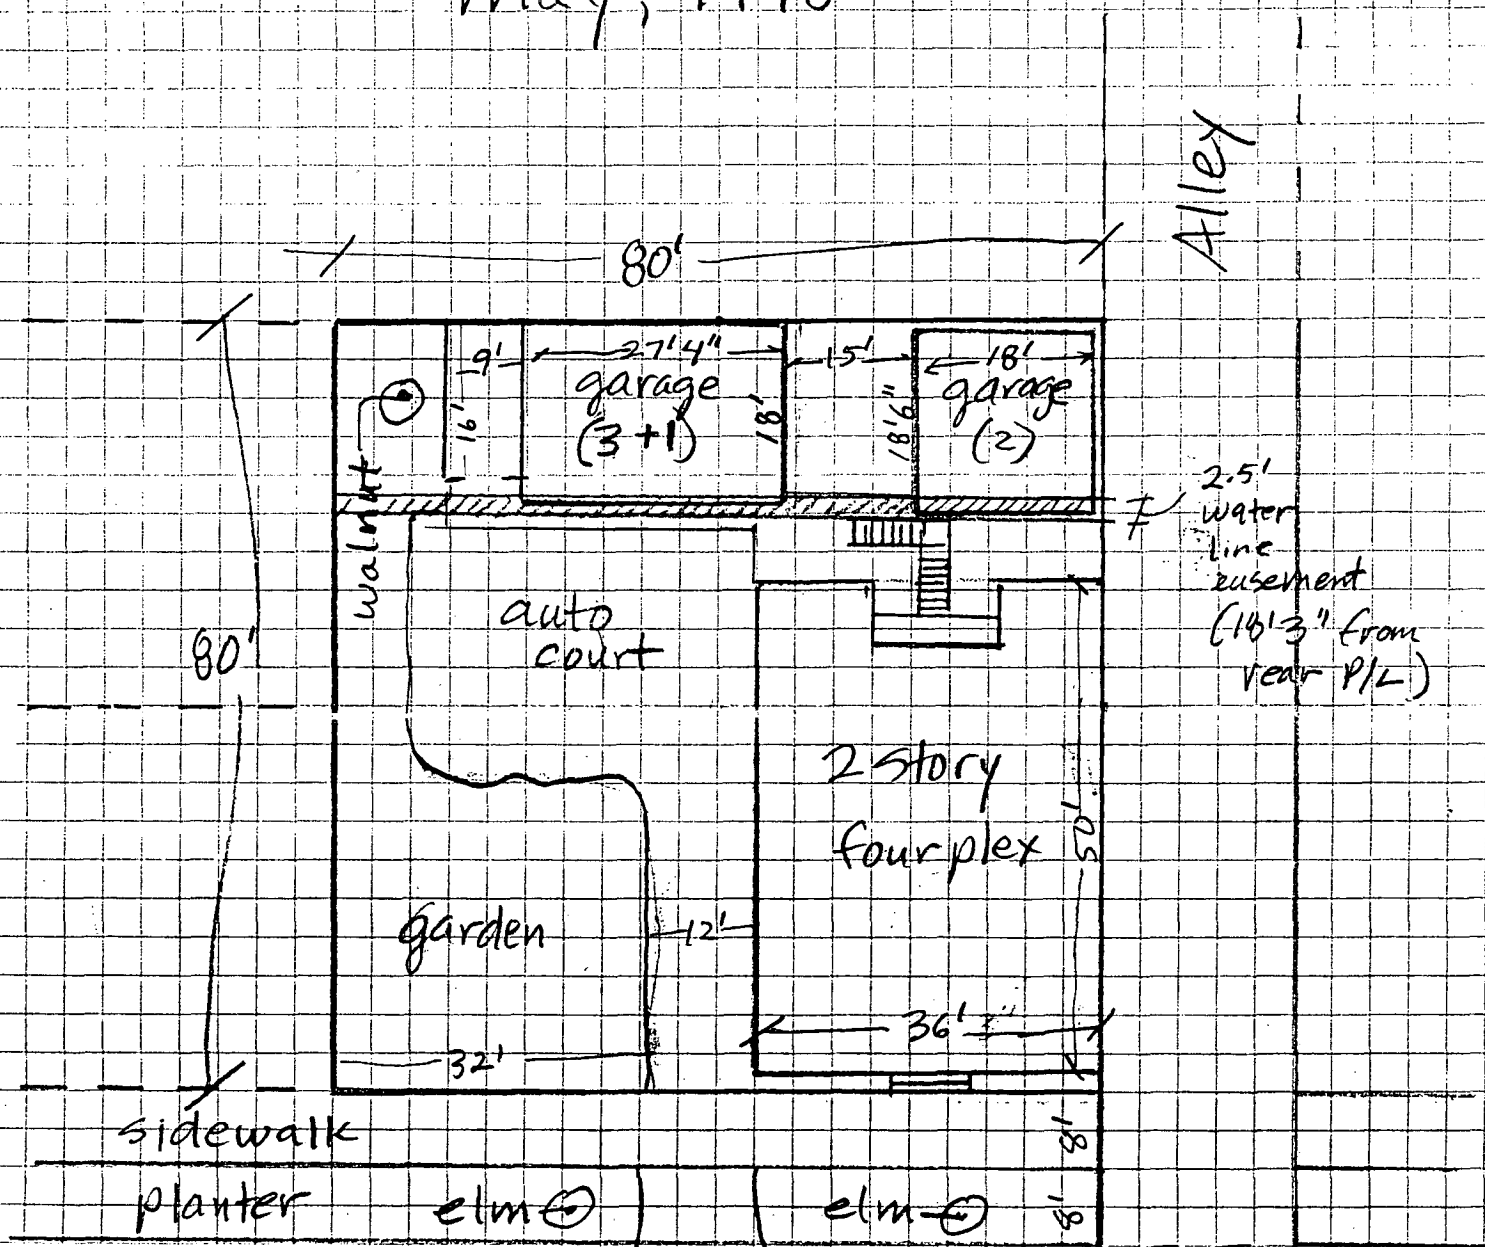 Alley
80'
9'
27'4"
15'
18'
garage
(3+1)
garage
(2)
16'
18'
18'6"
walnut
2.5'
water
line
easement
(18'3" from
rear P/L)
auto
court
80'
2 story
fourplex
50'
garden
12'
36'
32'
sidewalk
8'
planter
elm
elm
8'